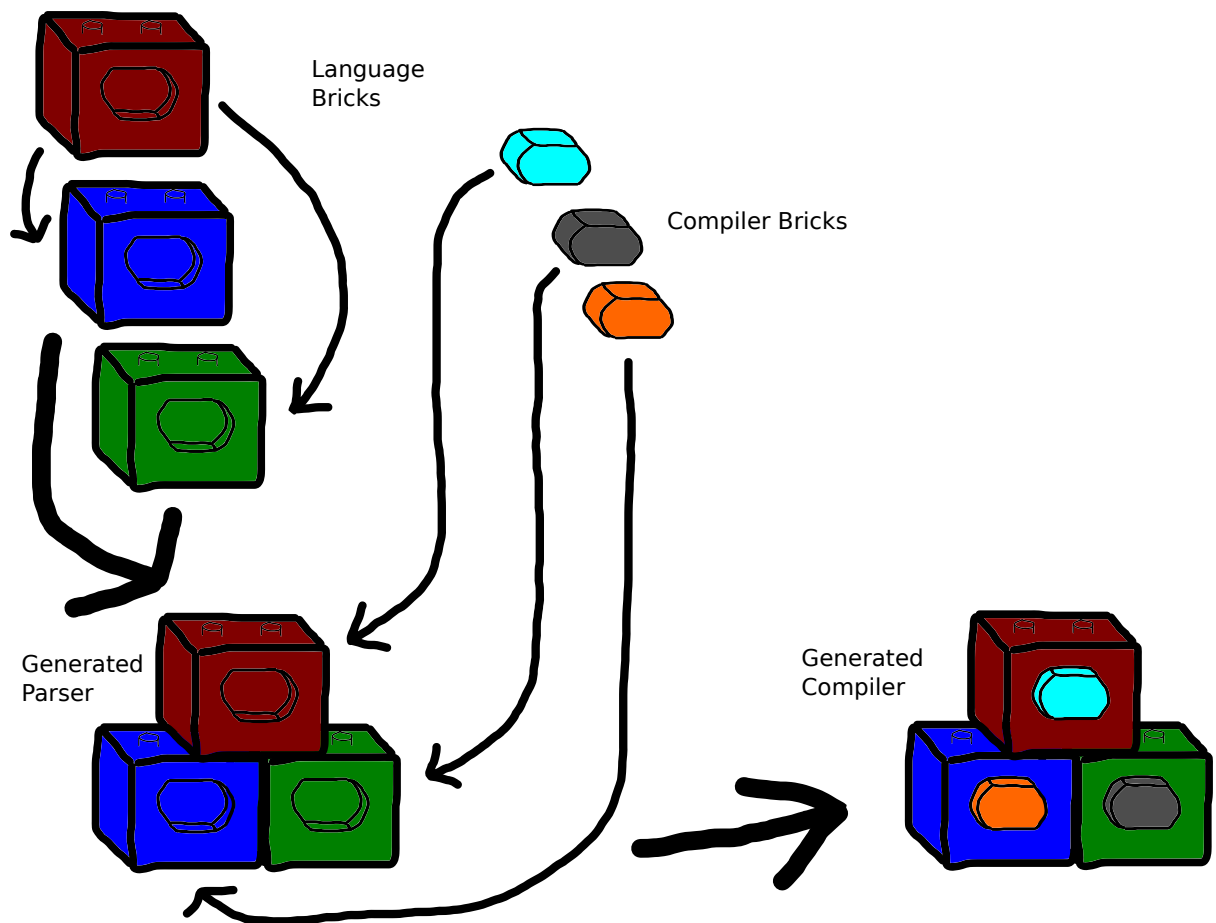 Language
Bricks
Compiler Bricks
Generated
Parser
Generated
Compiler